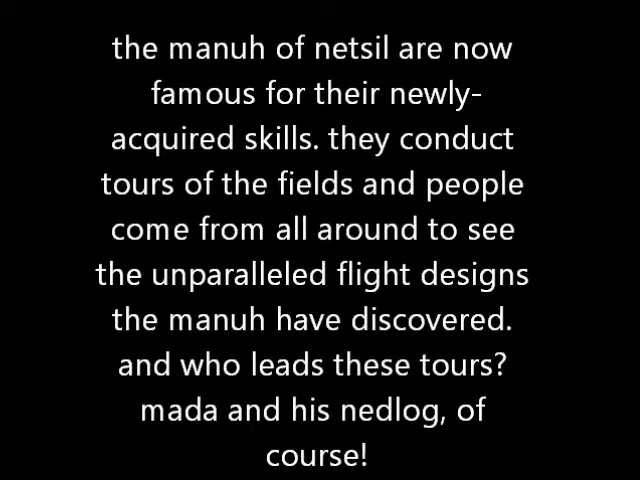 the manuh of netsil are now
famous for their newly-
acquired skills. they conduct
tours of the fields and people
come from all around to see
the unparalleled flight designs
the manuh have discovered.
and who leads these tours?
mada and his nedlog, of
course!